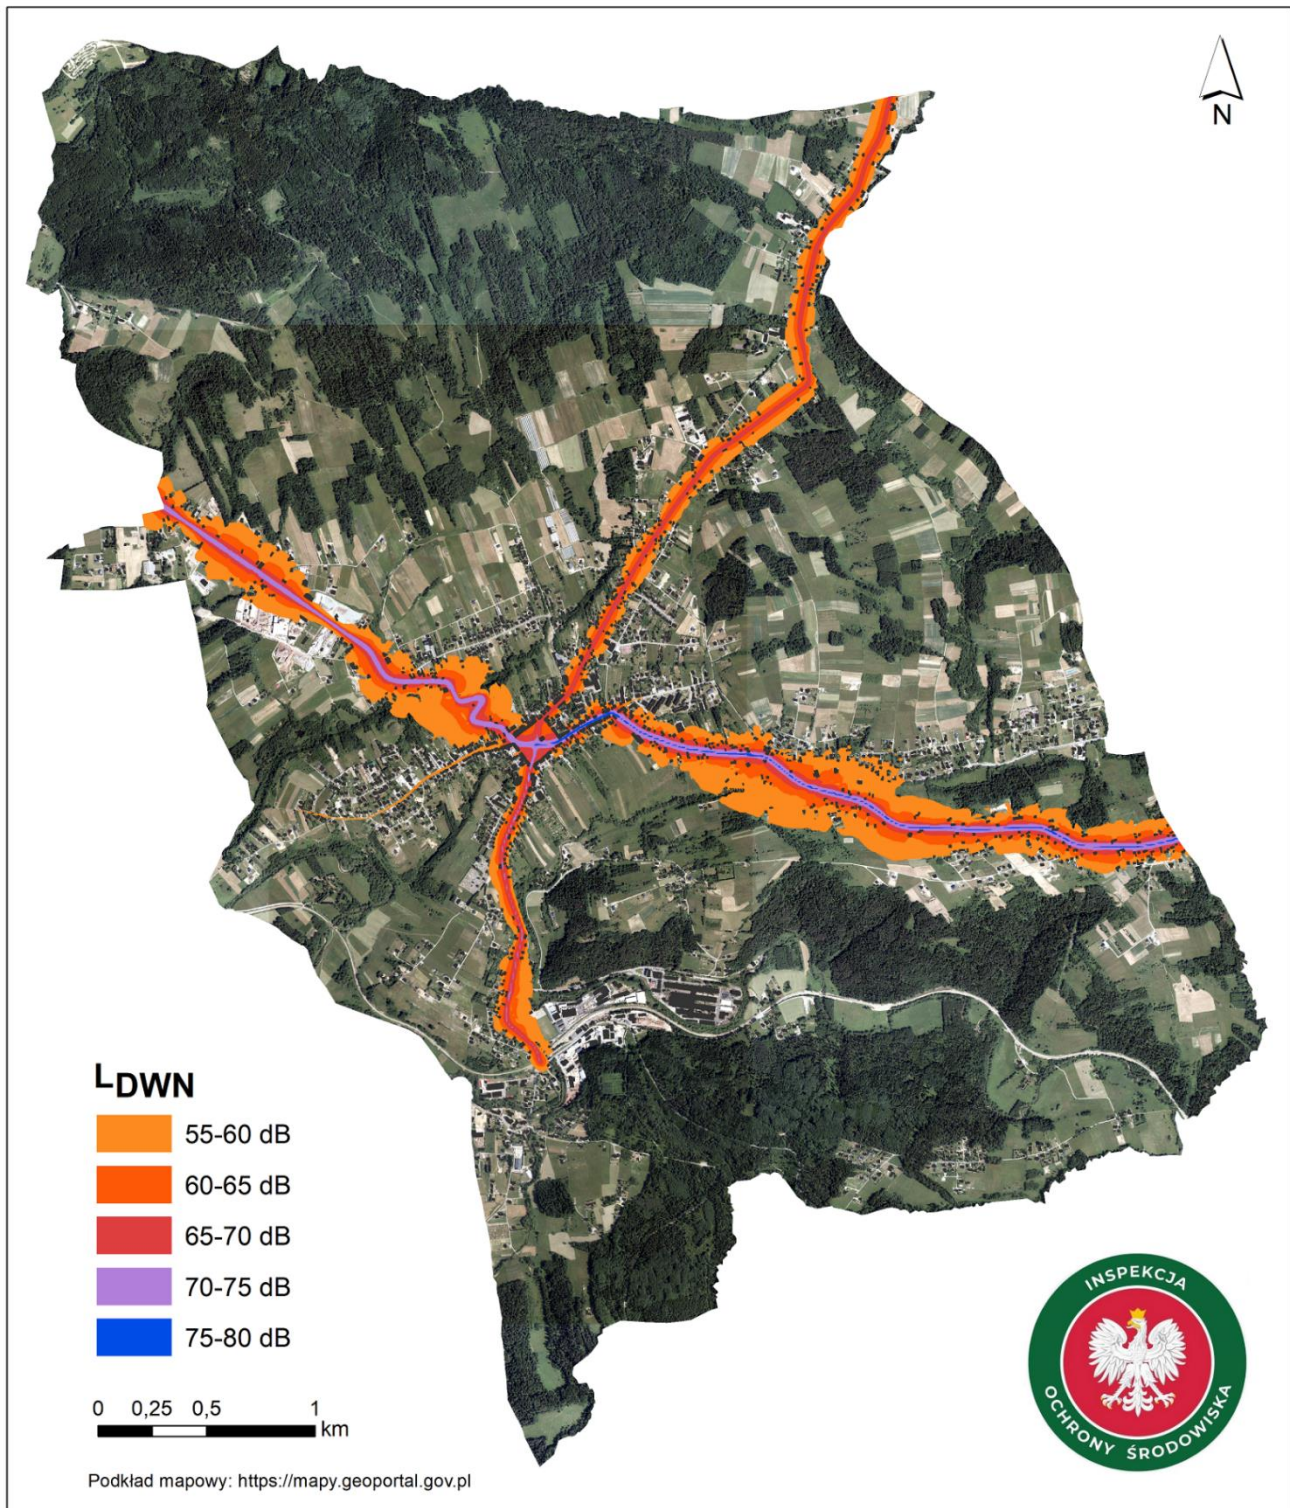 N
LDWN
55-60 dB
60-65 dB
65-70 dB
70-75 dB
75-80 dB
0 0,25 0,5 1
km
Podkład mapowy: https://mapy.geoportal.gov.pl
INSPEKCJA
OCHRONY ŚRODOWISKA